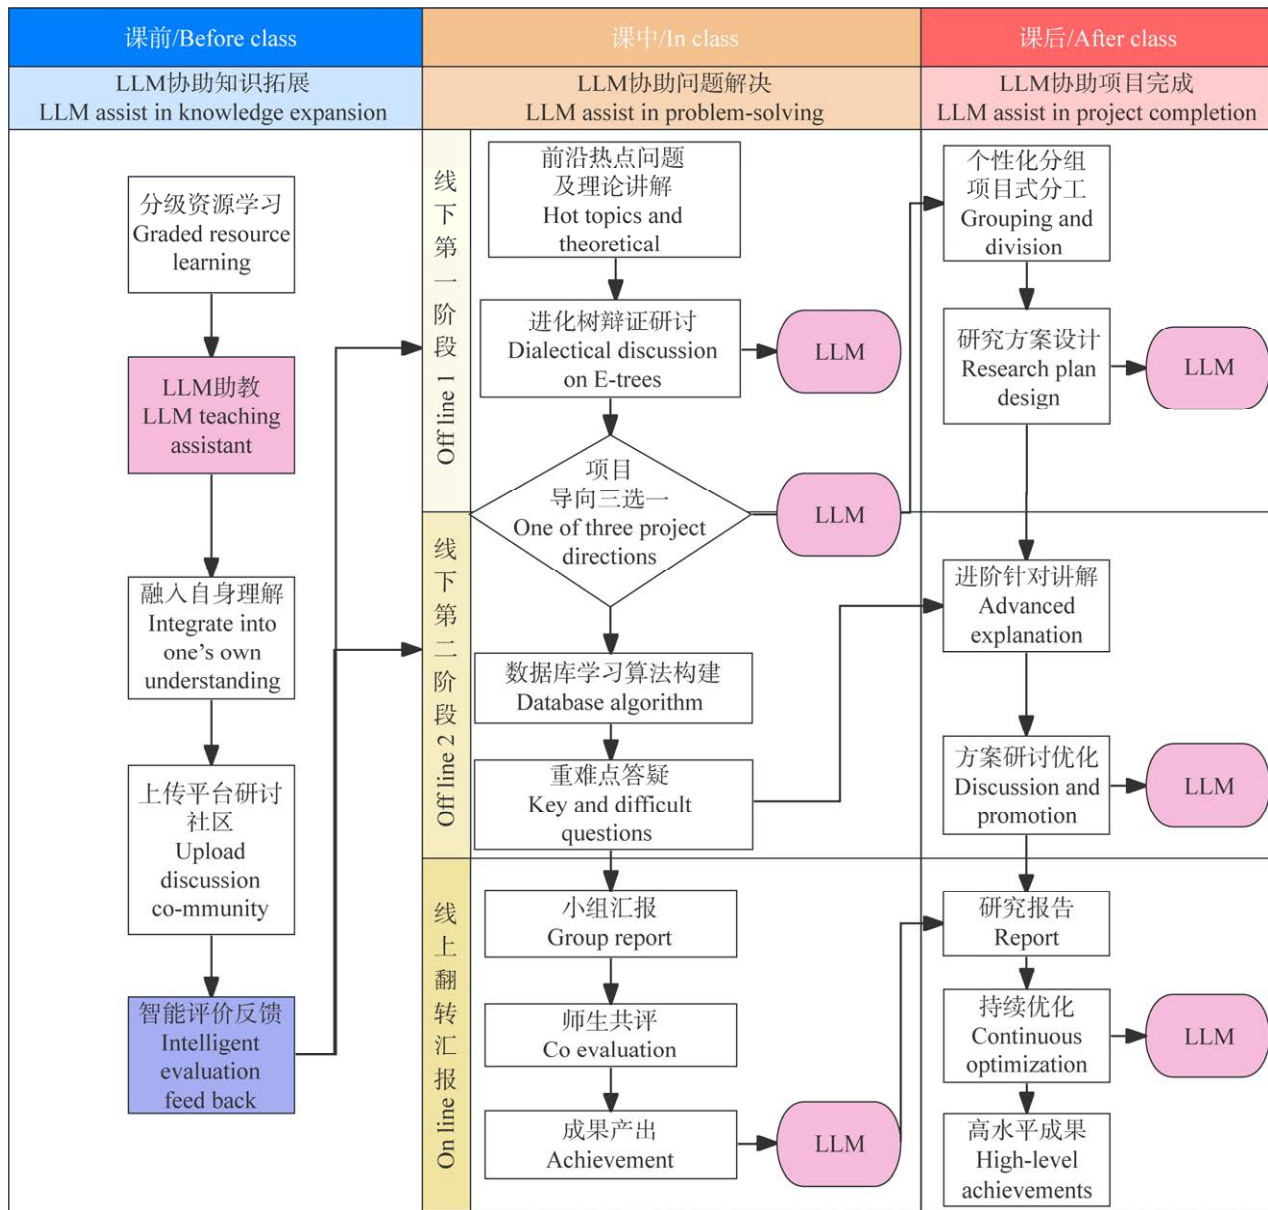 课前/Before class
课中/In class
课后/After class
LLM协助知识拓展
LLM assist in knowledge expansion
LLM协助问题解决
LLM assist in problem-solving
LLM协助项目完成
LLM assist in project completion
分级资源学习
Graded resource
learning
LLM助教
LLM teaching
assistant
融入自身理解
Integrate into
one's own
understanding
上传平台研讨
社区
Upload
discussion
co-mmunity
智能评价反馈
Intelligent
evaluation
feed back
线下第一阶段 Off line 1
前沿热点问题
及理论讲解
Hot topics and
theoretical
进化树辩证研讨
Dialectical discussion
on E-trees
LLM
项目
导向三选一
One of three project
directions
LLM
线下第二阶段 Off line 2
数据库学习算法构建
Database algorithm
重难点答疑
Key and difficult
questions
线上翻转汇报 On line
小组汇报
Group report
师生共评
Co evaluation
成果产出
Achievement
LLM
个性化分组
项目式分工
Grouping and
division
研究方案设计
Research plan
design
LLM
进阶针对讲解
Advanced
explanation
方案研讨优化
Discussion and
promotion
LLM
研究报告
Report
持续优化
Continuous
optimization
LLM
高水平成果
High-level
achievements